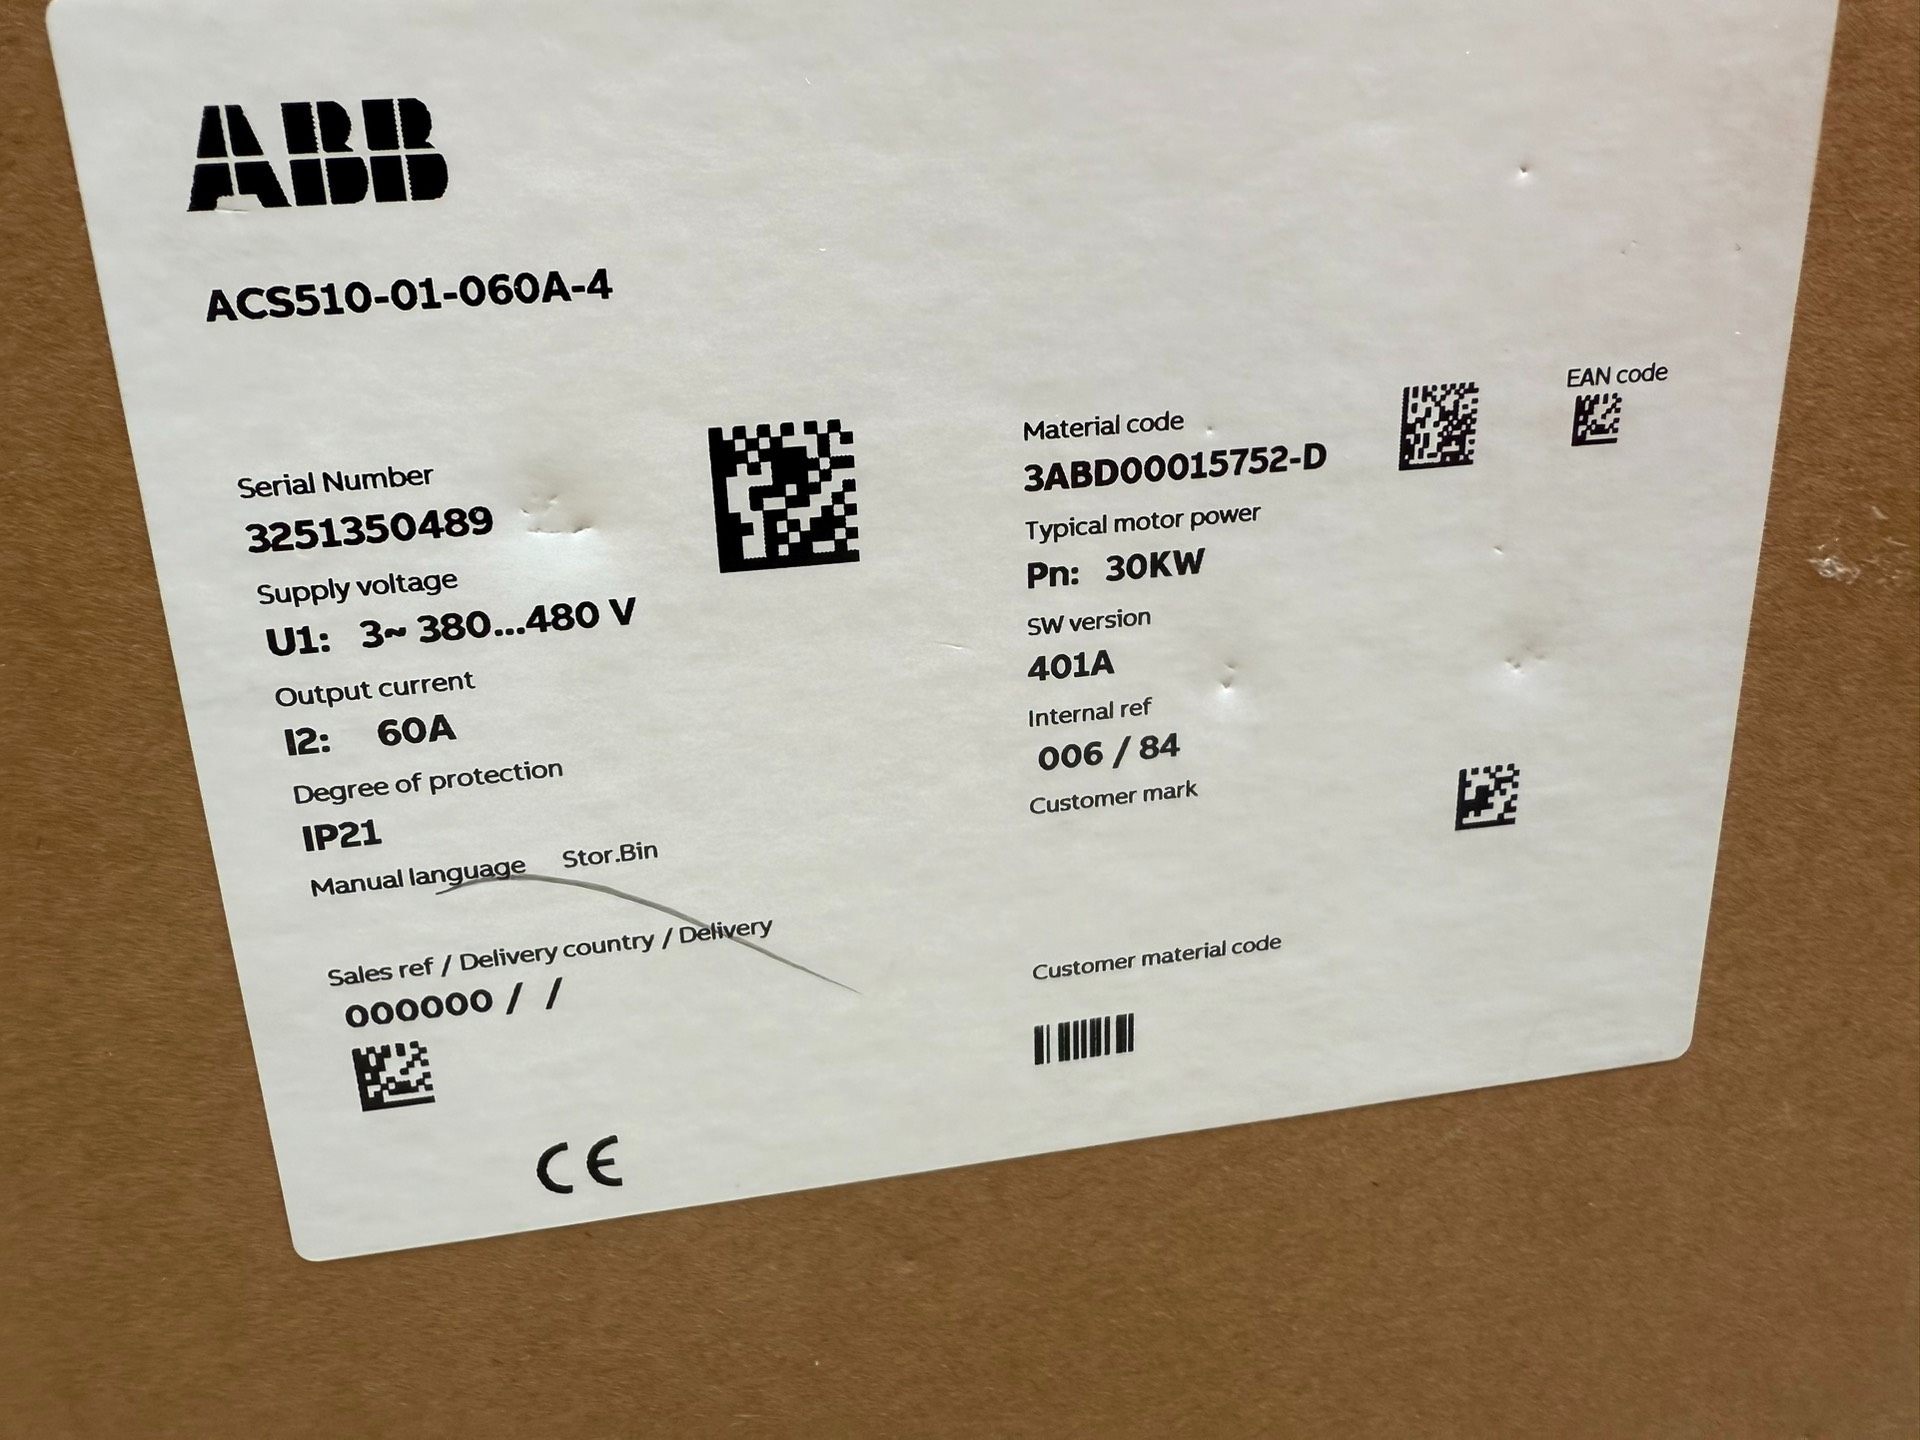 ABB
ACS510-01-060A-4
Serial Number
3251350489
Supply voltage
U1: 3~ 380...480 V
Output current
I2: 60A
Degree of protection
IP21
Manual language Stor.Bin
Sales ref / Delivery country / Delivery
000000 / /
CE
Material code
3ABD00015752-D
EAN code
Typical motor power
Pn: 30KW
SW version
401A
Internal ref
006 / 84
Customer mark
Customer material code